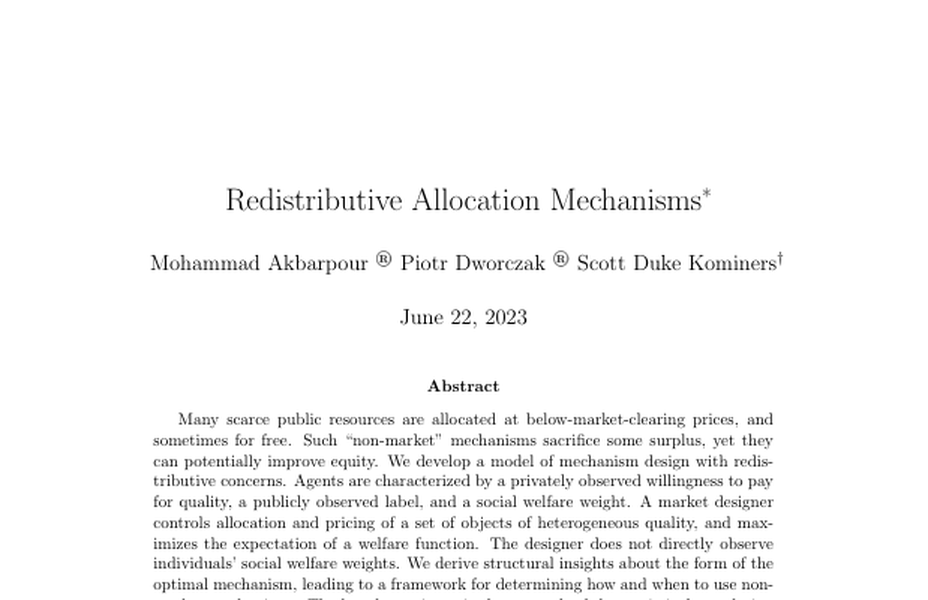 Redistributive Allocation Mechanisms*
Mohammad Akbarpour ® Piotr Dworczak ® Scott Duke Kominers†
June 22, 2023
Abstract
Many scarce public resources are allocated at below-market-clearing prices, and
sometimes for free. Such “non-market” mechanisms sacrifice some surplus, yet they
can potentially improve equity. We develop a model of mechanism design with redis-
tributive concerns. Agents are characterized by a privately observed willingness to pay
for quality, a publicly observed label, and a social welfare weight. A market designer
controls allocation and pricing of a set of objects of heterogeneous quality, and max-
imizes the expectation of a welfare function. The designer does not directly observe
individuals’ social welfare weights. We derive structural insights about the form of the
optimal mechanism, leading to a framework for determining how and when to use non-